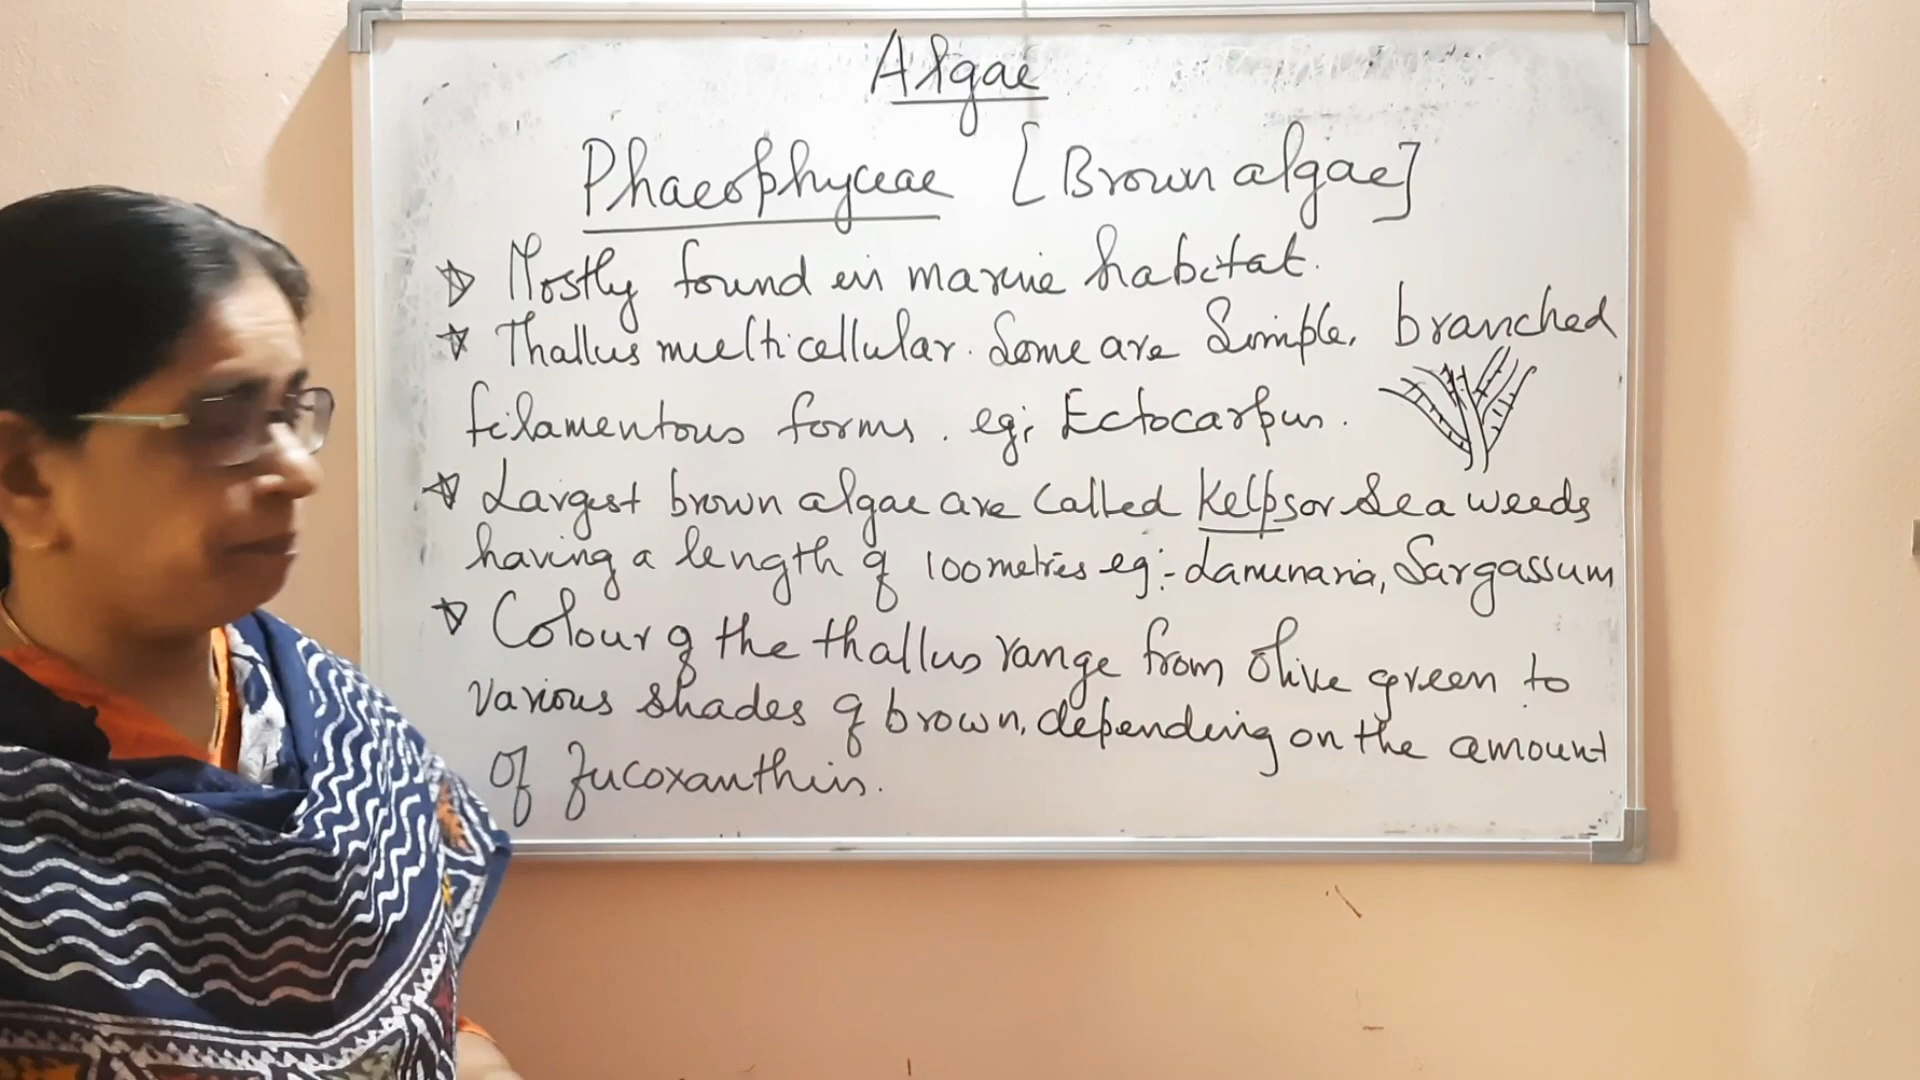 Algae
Phaeophyceae [Brown algae]
Mostly found in marine habitat.
Thallus multicellular. Some are Simple, branched
filamentous forms. eg; Ectocarpus.
Largest brown algae are called Kelps or Sea weeds
having a length of 100 metres eg:- Laminaria, Sargassum
Colour of the thallus range from Olive green to
various shades of brown, depending on the amount
of fucoxanthin.